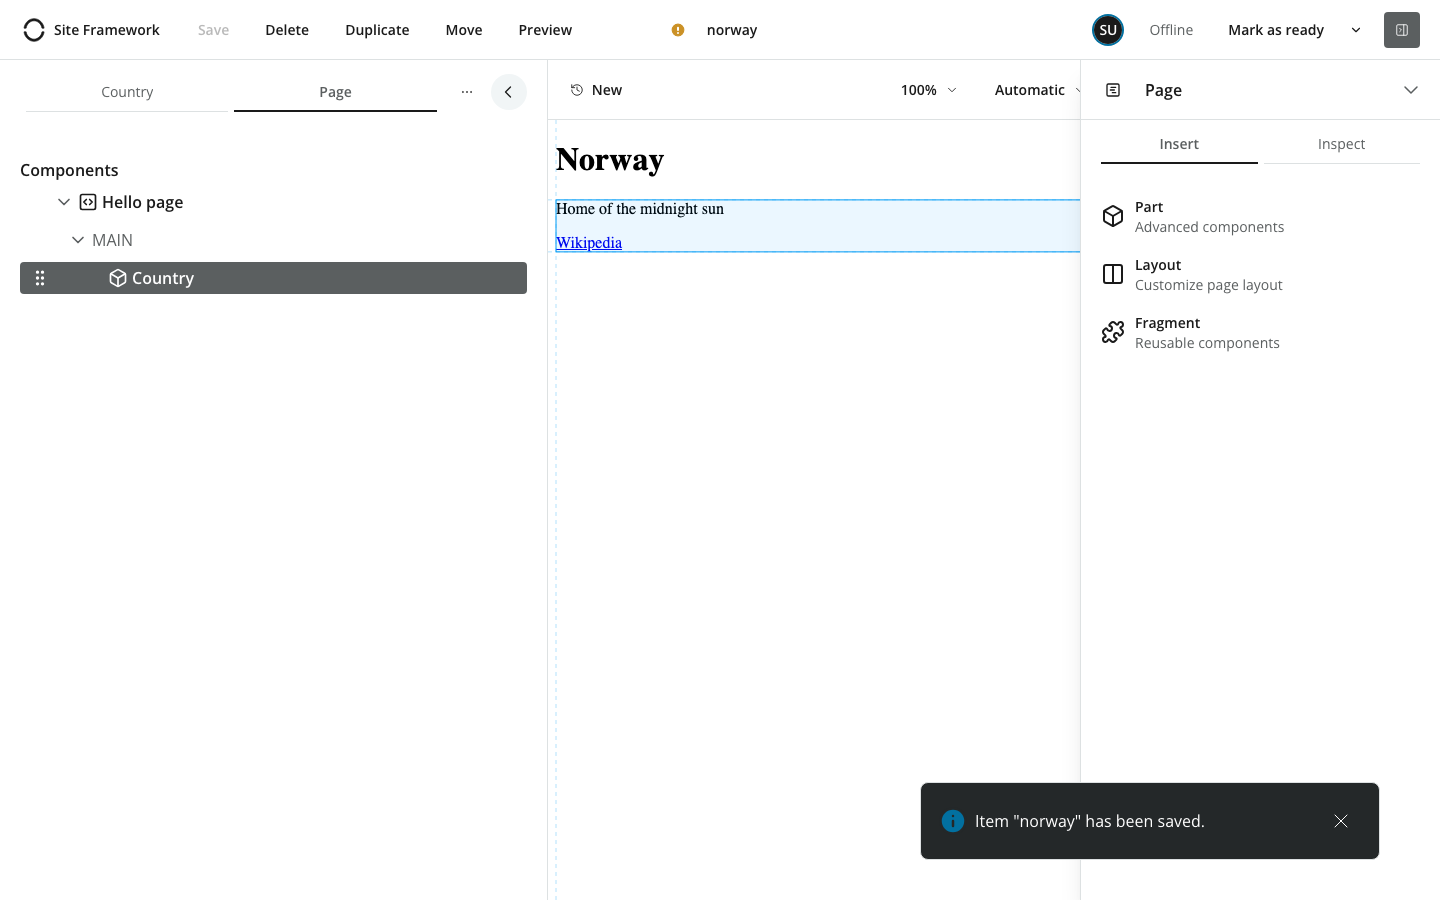 Site Framework
Save
Delete
Duplicate
Move
Preview
norway
SU
Offline
Mark as ready
Country
Page
...
New
100%
Automatic
Page
Components
Hello page
MAIN
Country
Norway
Home of the midnight sun
Wikipedia
Insert
Inspect
Part
Advanced components
Layout
Customize page layout
Fragment
Reusable components
Item "norway" has been saved.